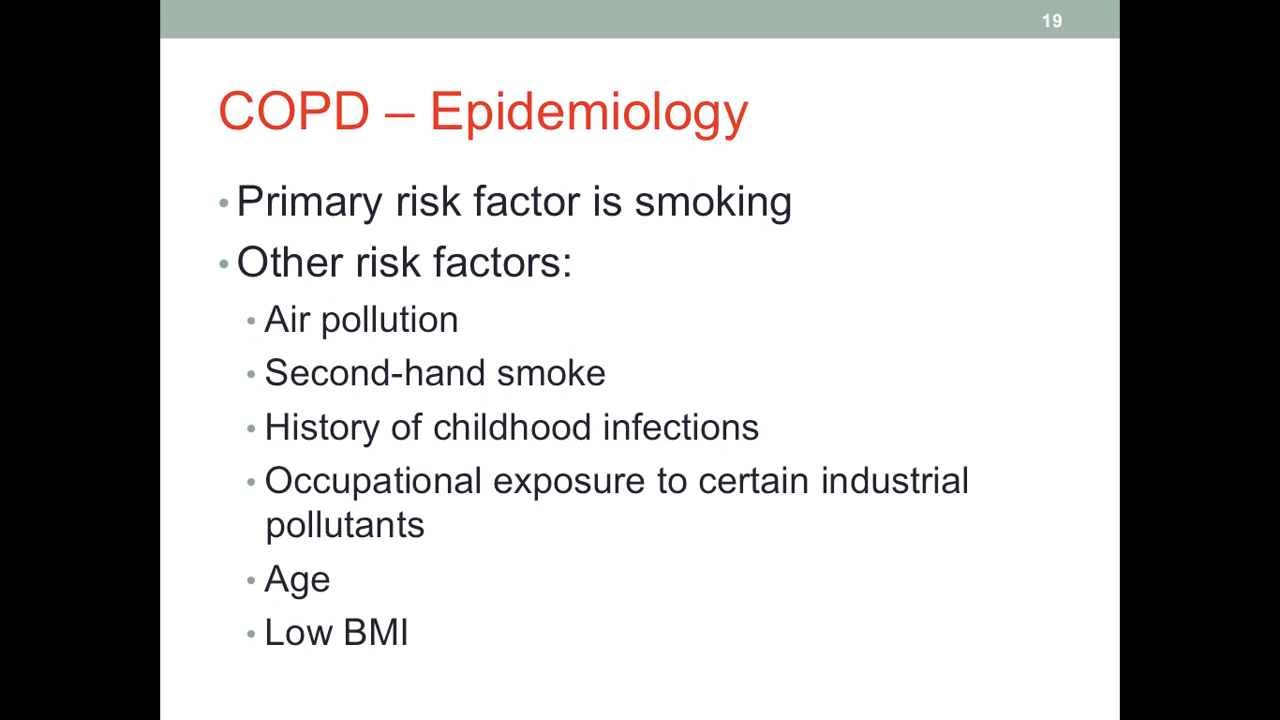 19
COPD – Epidemiology
• Primary risk factor is smoking
• Other risk factors:
• Air pollution
• Second-hand smoke
• History of childhood infections
• Occupational exposure to certain industrial
pollutants
• Age
• Low BMI